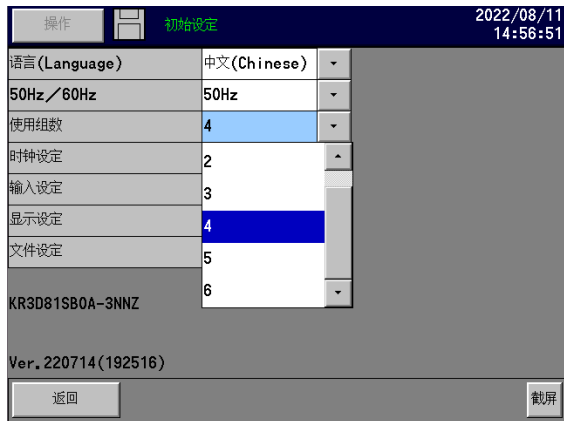 操作
初始设定
2022/08/11
14:56:51
语言(Language)
中文(Chinese)
50Hz／60Hz
50Hz
使用组数
4
时钟设定
2
输入设定
3
显示设定
4
文件设定
5
6
KR3D81SB0A-3NNZ
Ver.220714(192516)
返回
截屏